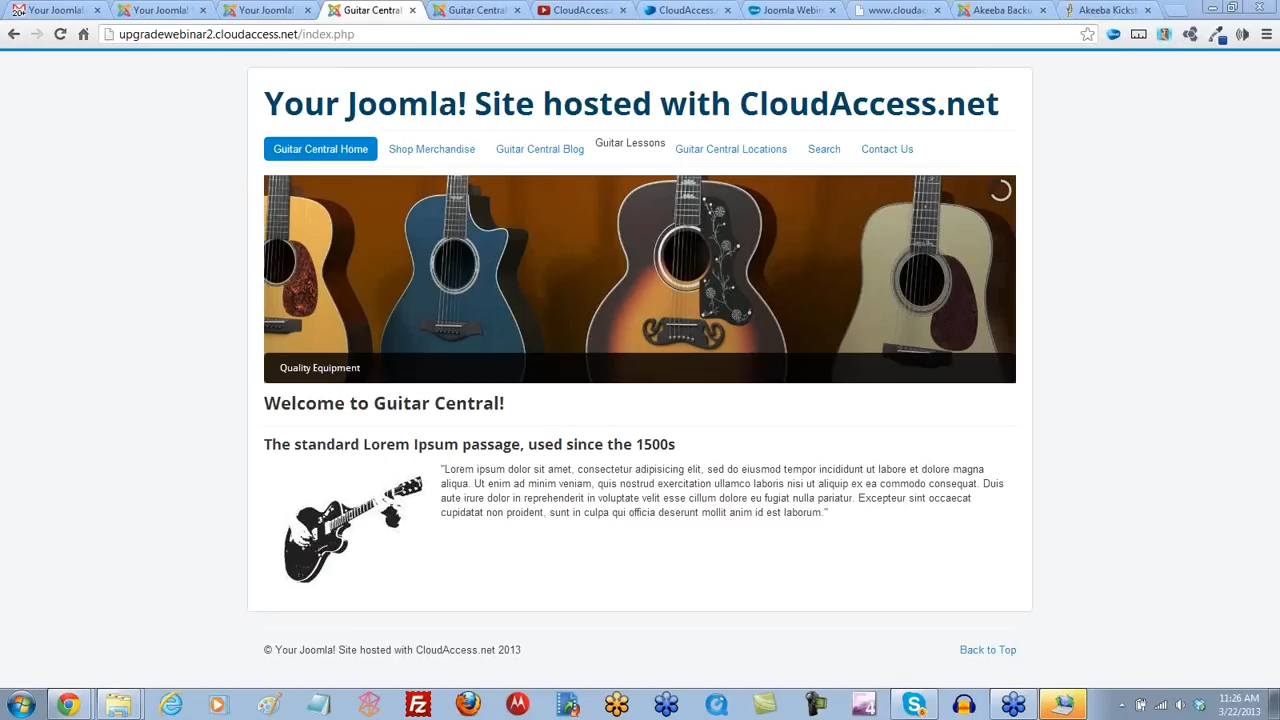 Your Joomla!
Your Joomla!
Your Joomla!
Guitar Central
Guitar Central
CloudAccess.n
CloudAccess.
Joomla Webin
www.cloudac
Akeeba Backu
Akeeba Kickst
upgradewebinar2.cloudaccess.net/index.php
Your Joomla! Site hosted with CloudAccess.net
Guitar Central Home
Shop Merchandise
Guitar Central Blog
Guitar Lessons
Guitar Central Locations
Search
Contact Us
Quality Equipment
Welcome to Guitar Central!
The standard Lorem Ipsum passage, used since the 1500s
"Lorem ipsum dolor sit amet, consectetur adipisicing elit, sed do eiusmod tempor incididunt ut labore et dolore magna
aliqua. Ut enim ad minim veniam, quis nostrud exercitation ullamco laboris nisi ut aliquip ex ea commodo consequat. Duis
aute irure dolor in reprehenderit in voluptate velit esse cillum dolore eu fugiat nulla pariatur. Excepteur sint occaecat
cupidatat non proident, sunt in culpa qui officia deserunt mollit anim id est laborum."
© Your Joomla! Site hosted with CloudAccess.net 2013
Back to Top
11:26 AM
3/22/2013